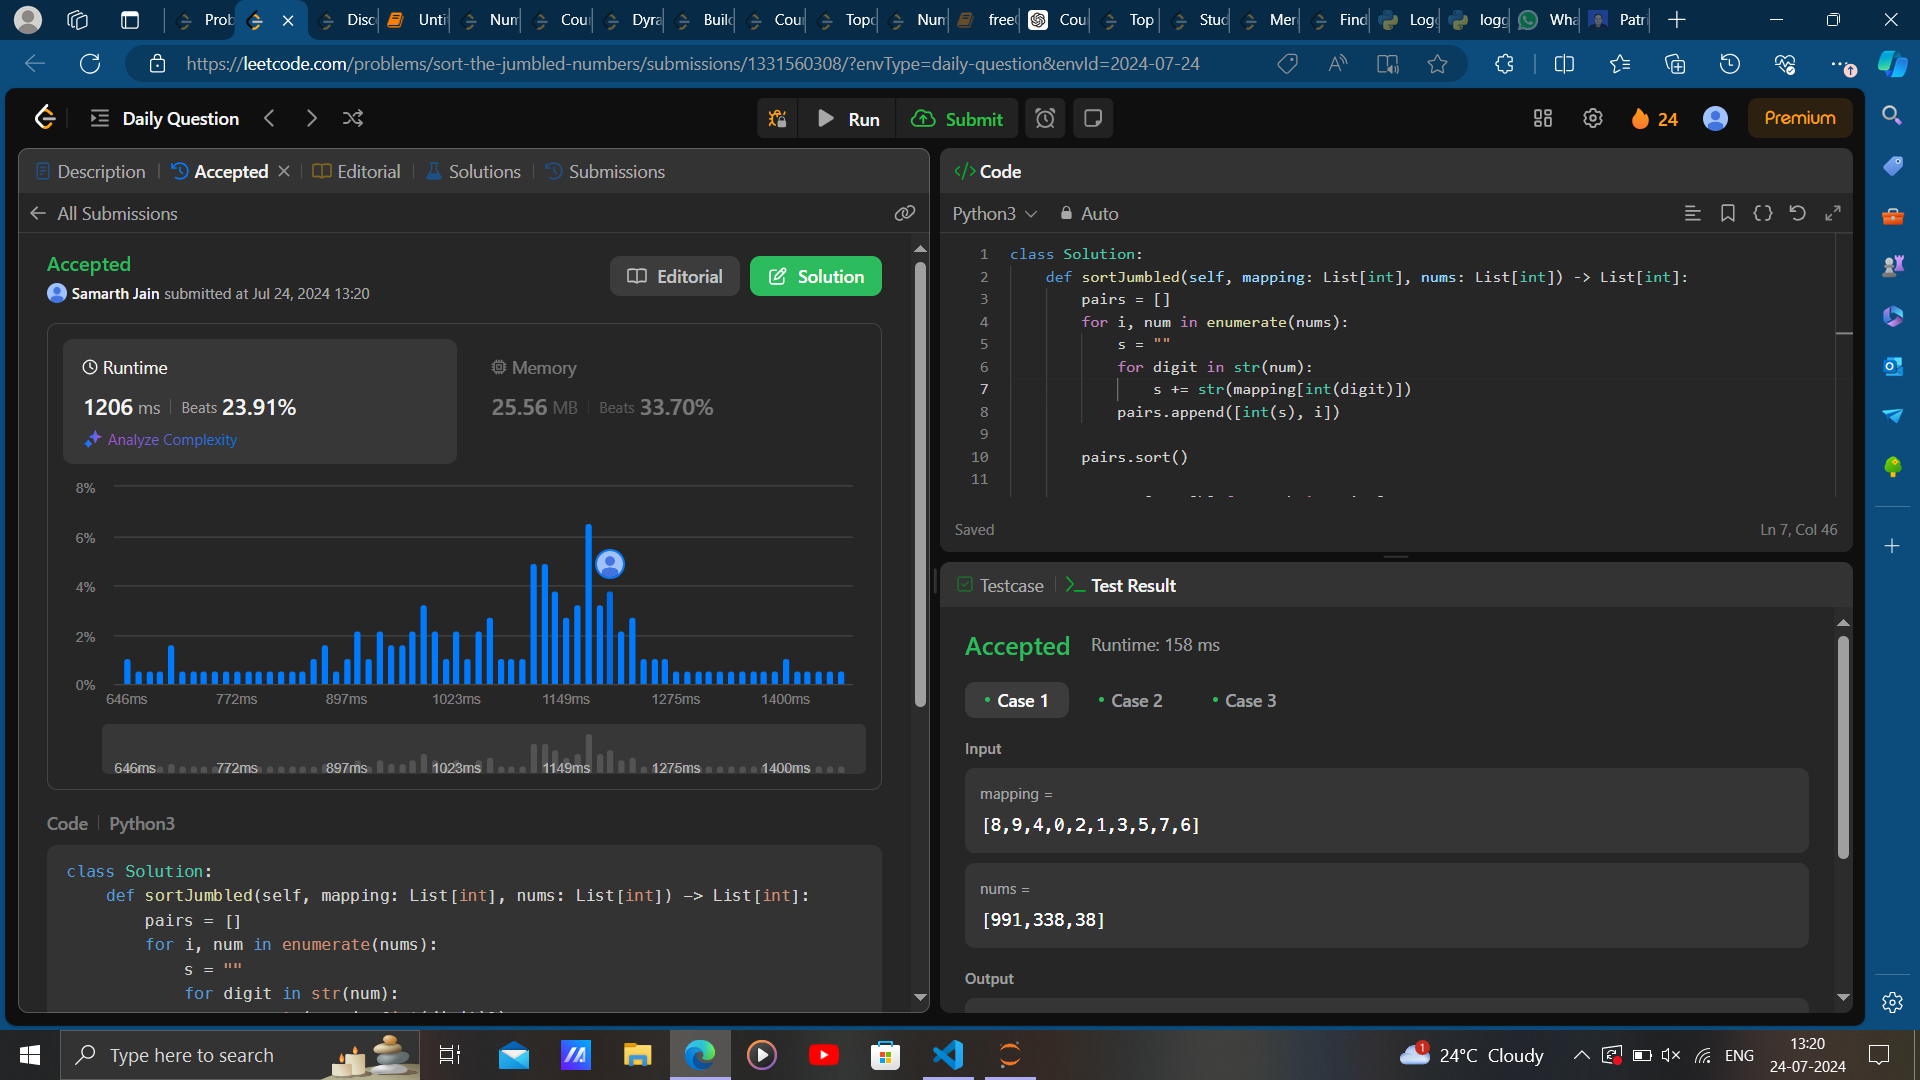 Prob
Disc
Unti
Num
Cour
Dyna
Build
Cour
Topo
Num
free
Cou
Top
Stud
Mer
Find
Logo
logg
Wha
Patri
https://leetcode.com/problems/sort-the-jumbled-numbers/submissions/1331560308/?envType=daily-question&envId=2024-07-24
Daily Question
Run
Submit
24
Premium
Description
Accepted
Editorial
Solutions
Submissions
All Submissions
Accepted
Samarth Jain submitted at Jul 24, 2024 13:20
Editorial
Solution
Runtime
1206 ms
Beats 23.91%
Analyze Complexity
Memory
25.56 MB
Beats 33.70%
8%
6%
4%
2%
0%
646ms 772ms 897ms 1023ms 1149ms 1275ms 1400ms
646ms 772ms 897ms 1023ms 1149ms 1275ms 1400ms
Code
Python3
class Solution:
    def sortJumbled(self, mapping: List[int], nums: List[int]) -> List[int]:
        pairs = []
        for i, num in enumerate(nums):
            s = ""
            for digit in str(num):
Code
Python3
Auto
1 class Solution:
2     def sortJumbled(self, mapping: List[int], nums: List[int]) -> List[int]:
3         pairs = []
4         for i, num in enumerate(nums):
5             s = ""
6             for digit in str(num):
7                 s += str(mapping[int(digit)])
8             pairs.append([int(s), i])
9
10         pairs.sort()
11
Saved
Ln 7, Col 46
Testcase
Test Result
Accepted
Runtime: 158 ms
Case 1
Case 2
Case 3
Input
mapping =
[8,9,4,0,2,1,3,5,7,6]
nums =
[991,338,38]
Output
Type here to search
1
24°C Cloudy
ENG
13:20
24-07-2024